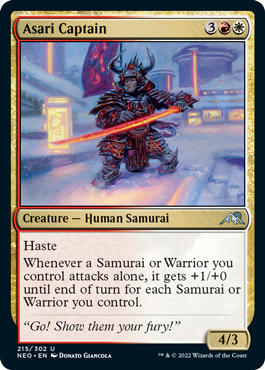 Asari Captain 3
Creature — Human Samurai
Haste
Whenever a Samurai or Warrior you
control attacks alone, it gets +1/+0
until end of turn for each Samurai or
Warrior you control.
“Go! Show them your fury!”
4/3
215/302 U
NEO • EN DONATO GIANCOLA
™ & © 2022 Wizards of the Coast